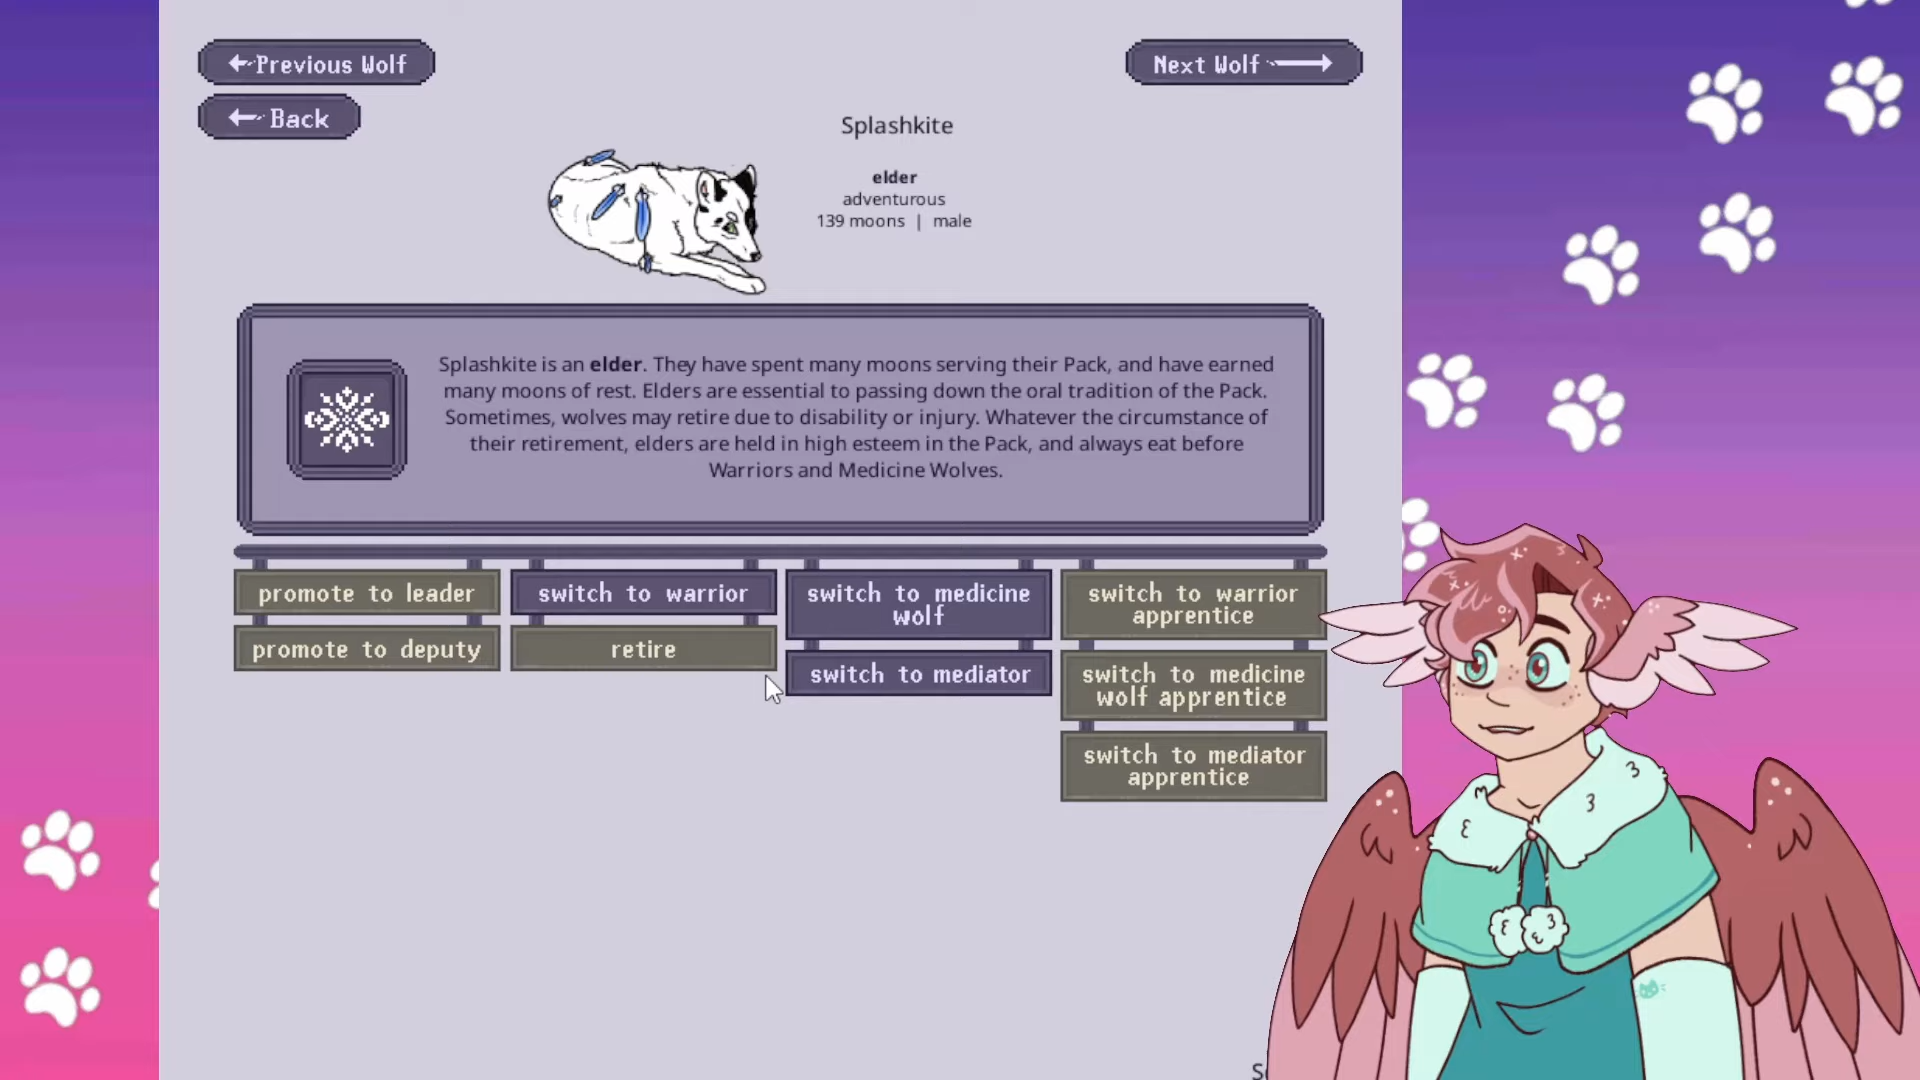 Previous Wolf
Next Wolf
Back
Splashkite
elder
adventurous
139 moons | male
Splashkite is an elder. They have spent many moons serving their Pack, and have earned
many moons of rest. Elders are essential to passing down the oral tradition of the Pack.
Sometimes, wolves may retire due to disability or injury. Whatever the circumstance of
their retirement, elders are held in high esteem in the Pack, and always eat before
Warriors and Medicine Wolves.
promote to leader
switch to warrior
switch to medicine
wolf
switch to warrior
apprentice
promote to deputy
retire
switch to mediator
switch to medicine
wolf apprentice
switch to mediator
apprentice